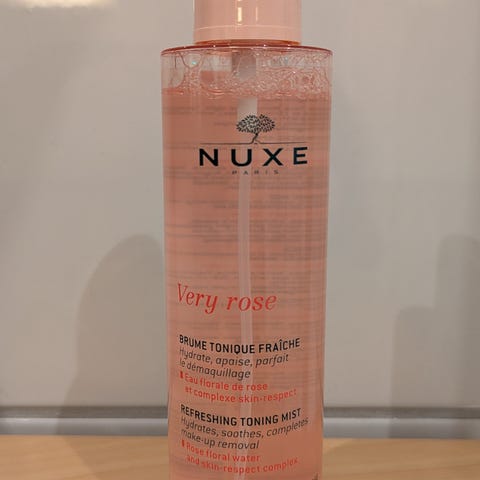 NUXE
PARIS
Very rose
BRUME TONIQUE FRAÎCHE
Hydrate, apaise, parfait
le démaquillage
Eau florale de rose
et complexe skin-respect
REFRESHING TONING MIST
Hydrates, soothes, completes
make-up removal
Rose floral water
and skin-respect complex